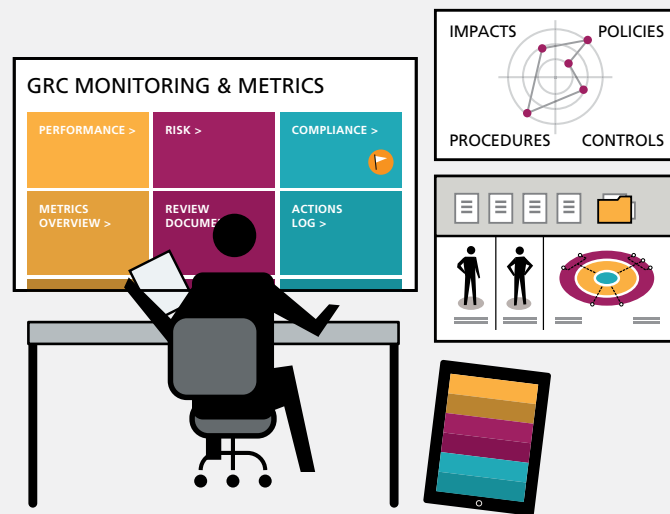 GRC MONITORING & METRICS
PERFORMANCE >
RISK >
COMPLIANCE >
METRICS
OVERVIEW >
REVIEW
ACTIONS
LOG >
IMPACTS
POLICIES
PROCEDURES
CONTROLS